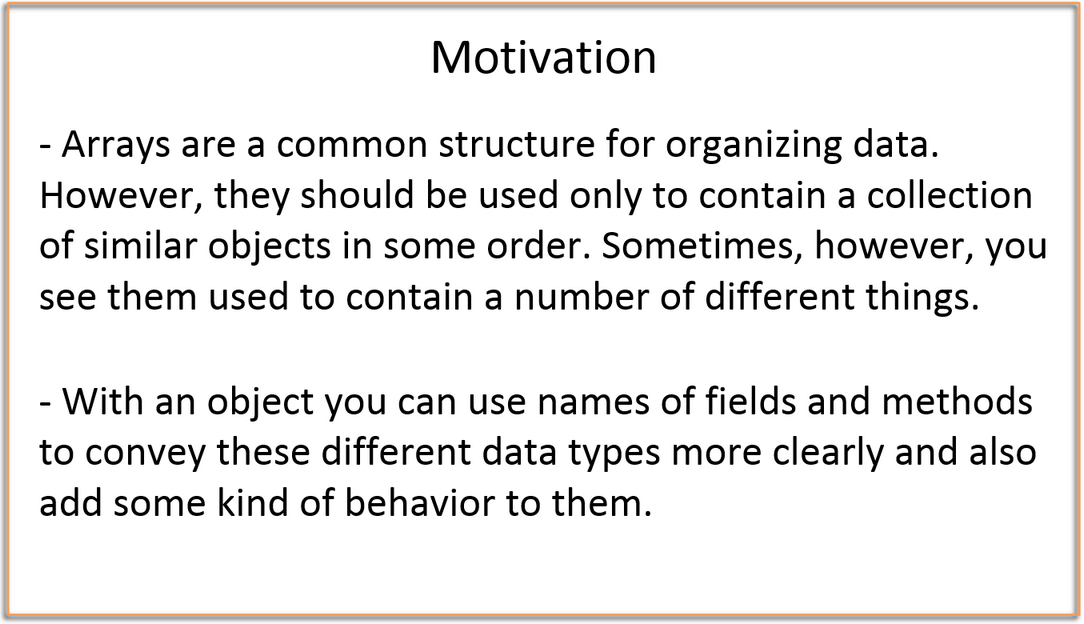 Motivation
- Arrays are a common structure for organizing data.
However, they should be used only to contain a collection
of similar objects in some order. Sometimes, however, you
see them used to contain a number of different things.
- With an object you can use names of fields and methods
to convey these different data types more clearly and also
add some kind of behavior to them.